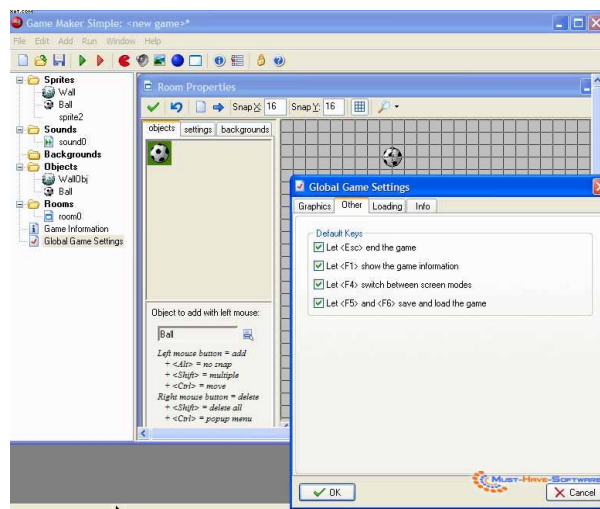 Game Maker Simple: <new game>*
File Edit Add Run Window Help
Sprites
Wall
Ball
sprite2
Sounds
sound0
Backgrounds
Objects
WallObj
Ball
Rooms
room0
Game Information
Global Game Settings
Room Properties
Snap X: 16 Snap Y: 16
objects settings backgrounds
Object to add with left mouse:
Ball
Left mouse button = add
+ <Alt> = no snap
+ <Shift> = multiple
+ <Ctrl> = move
Right mouse button = delete
+ <Shift> = delete all
+ <Ctrl> = popup menu
Global Game Settings
Graphics Other Loading Info
Default Keys
Let <Esc> end the game
Let <F1> show the game information
Let <F4> switch between screen modes
Let <F5> and <F6> save and load the game
Must-Have-Software
OK Cancel